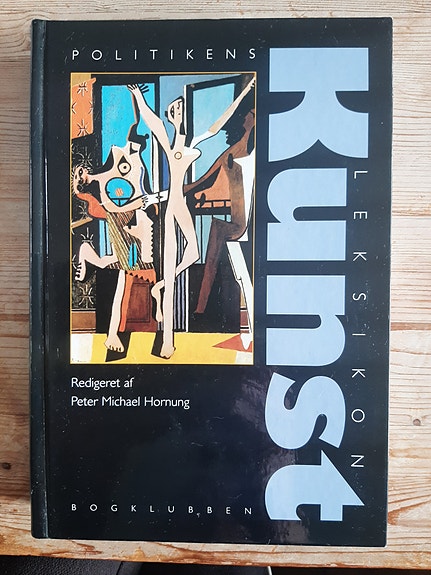 POLITIKENS
Kunst
LEKSIKON
Redigeret af
Peter Michael Hornung
BOGKLUBBEN